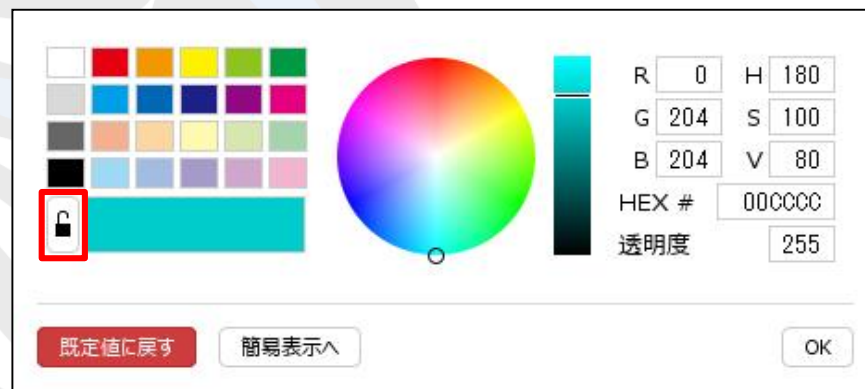 R 0 H 180
G 204 S 100
B 204 V 80
HEX # 00CCCC
透明度 255
既定値に戻す 簡易表示へ OK